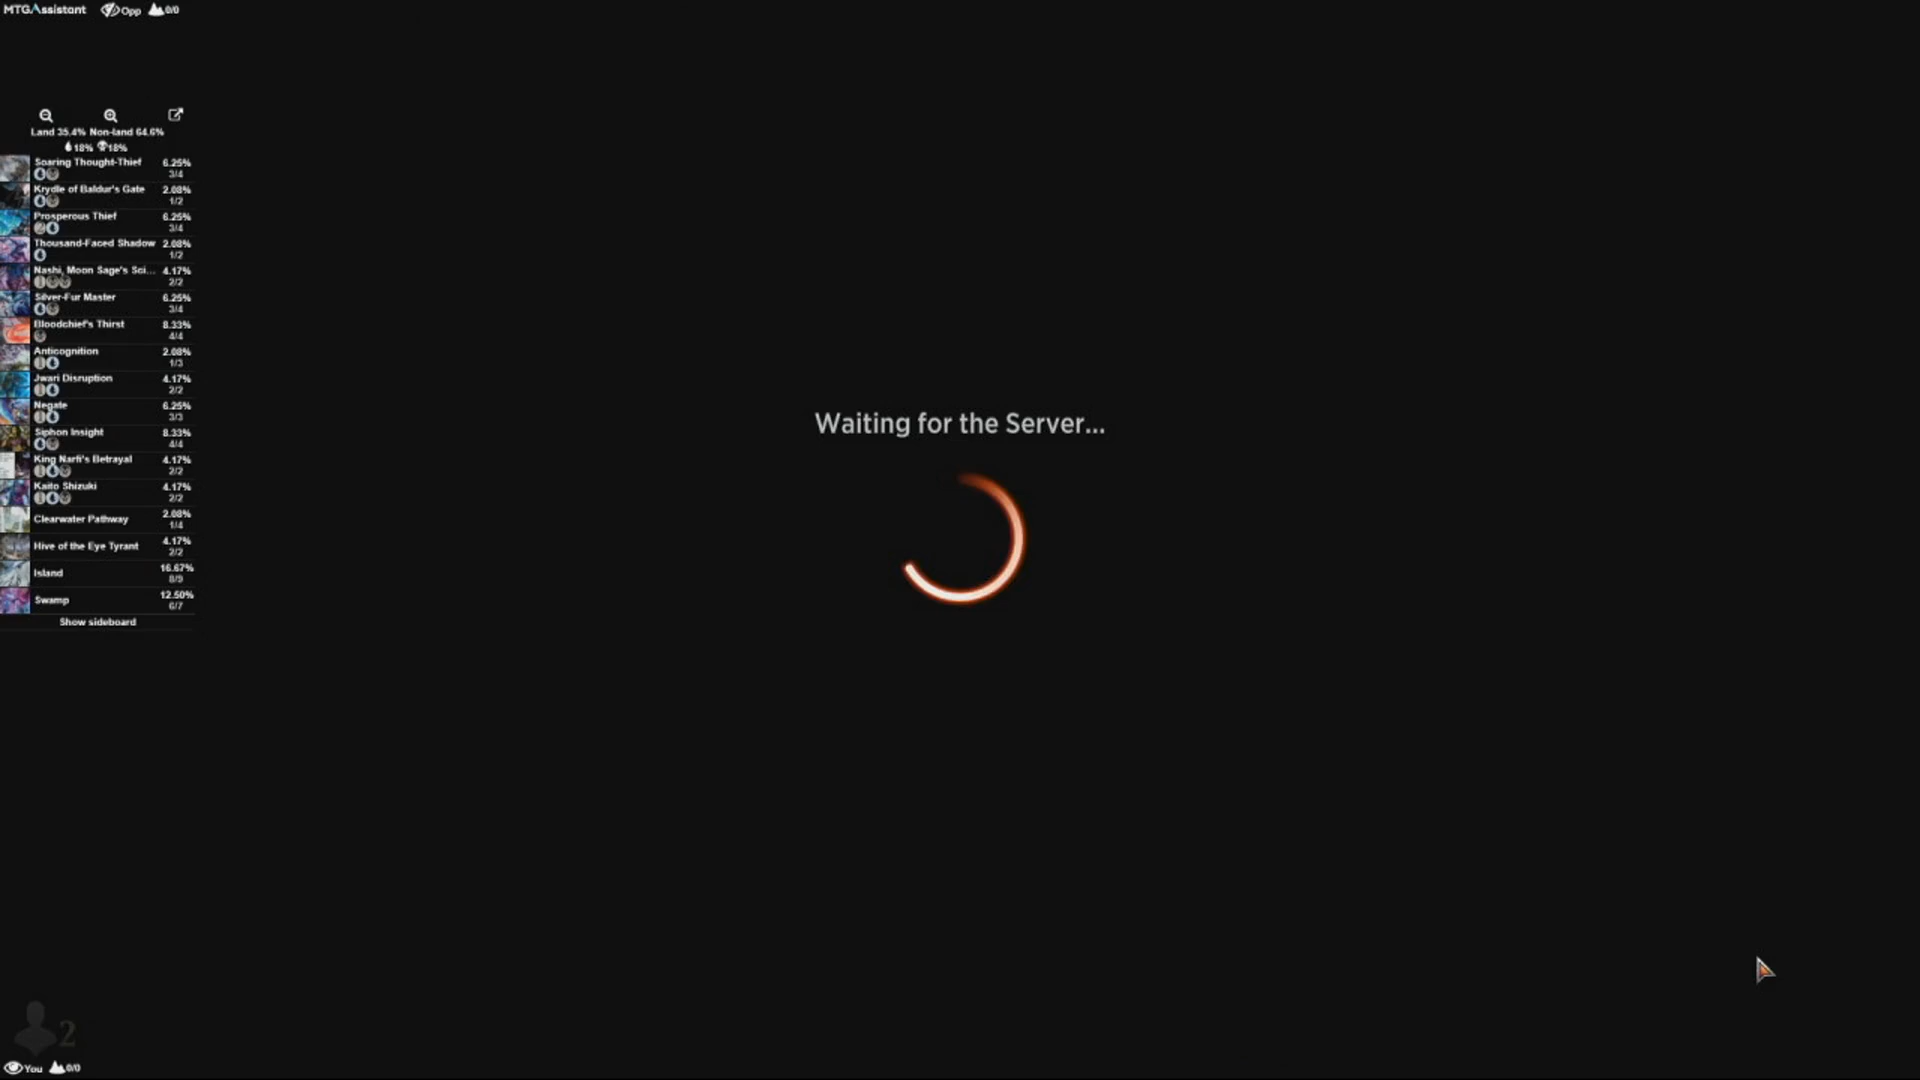 MTGAssistant Opp 0/0
Land 35.4% Non-land 64.6%
18% 18%
Soaring Thought-Thief 6.25%
3/4
Krydle of Baldur's Gate 2.08%
1/2
Prosperous Thief 6.25%
3/4
Thousand-Faced Shadow 2.08%
1/2
Nashi, Moon Sage's Sci... 4.17%
2/2
Silver-Fur Master 6.25%
3/4
Bloodchief's Thirst 8.33%
4/4
Anticognition 2.08%
1/3
Jwari Disruption 4.17%
2/2
Negate 6.25%
3/3
Siphon Insight 8.33%
4/4
King Narfi's Betrayal 4.17%
2/2
Kaito Shizuki 4.17%
2/2
Clearwater Pathway 2.08%
1/4
Hive of the Eye Tyrant 4.17%
2/2
Island 16.67%
8/9
Swamp 12.50%
6/7
Show sideboard
Waiting for the Server...
2
You 0/0